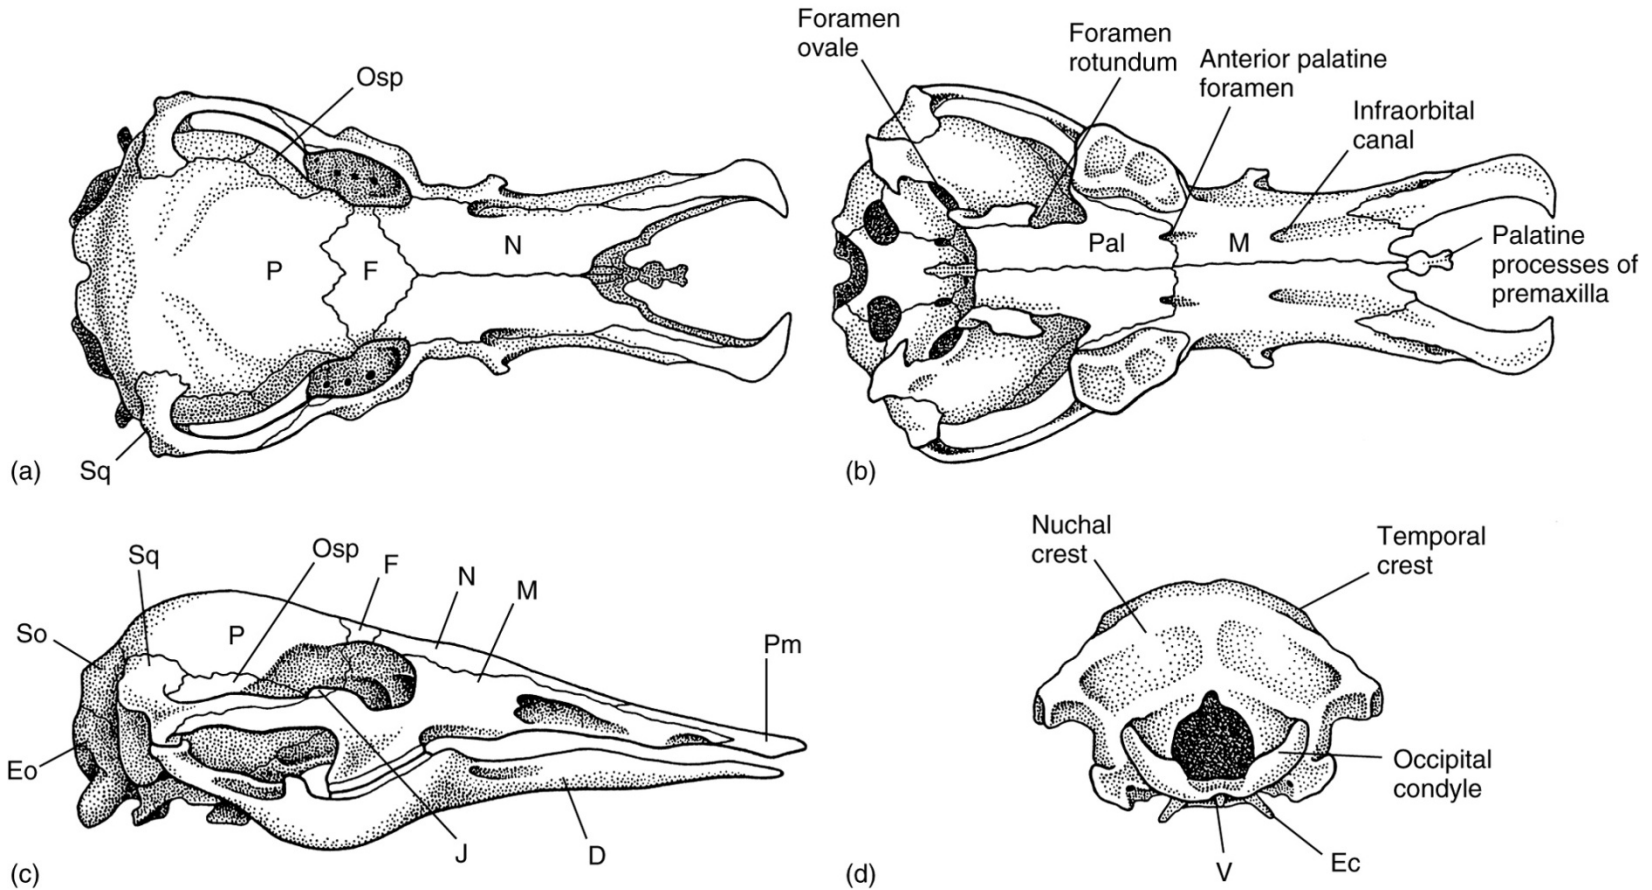 Osp
P
F
N
Sq
(a)
Foramen
ovale
Foramen
rotundum
Anterior palatine
foramen
Infraorbital
canal
Pal
M
Palatine
processes of
premaxilla
(b)
Sq
Osp
F
N
M
So
P
Pm
Eo
J
D
(c)
Nuchal
crest
Temporal
crest
Occipital
condyle
V
Ec
(d)